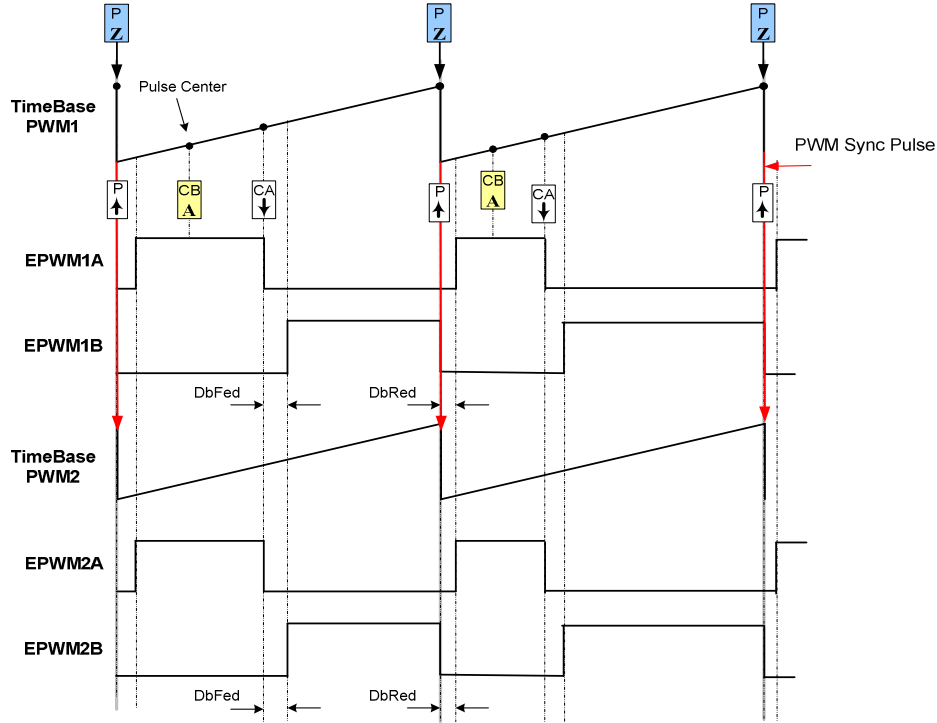 P
Z
P
Z
P
Z
Pulse Center
TimeBase
PWM1
PWM Sync Pulse
P
CB
A
CA
P
CB
A
CA
P
EPWM1A
EPWM1B
DbFed
DbRed
TimeBase
PWM2
EPWM2A
EPWM2B
DbFed
DbRed